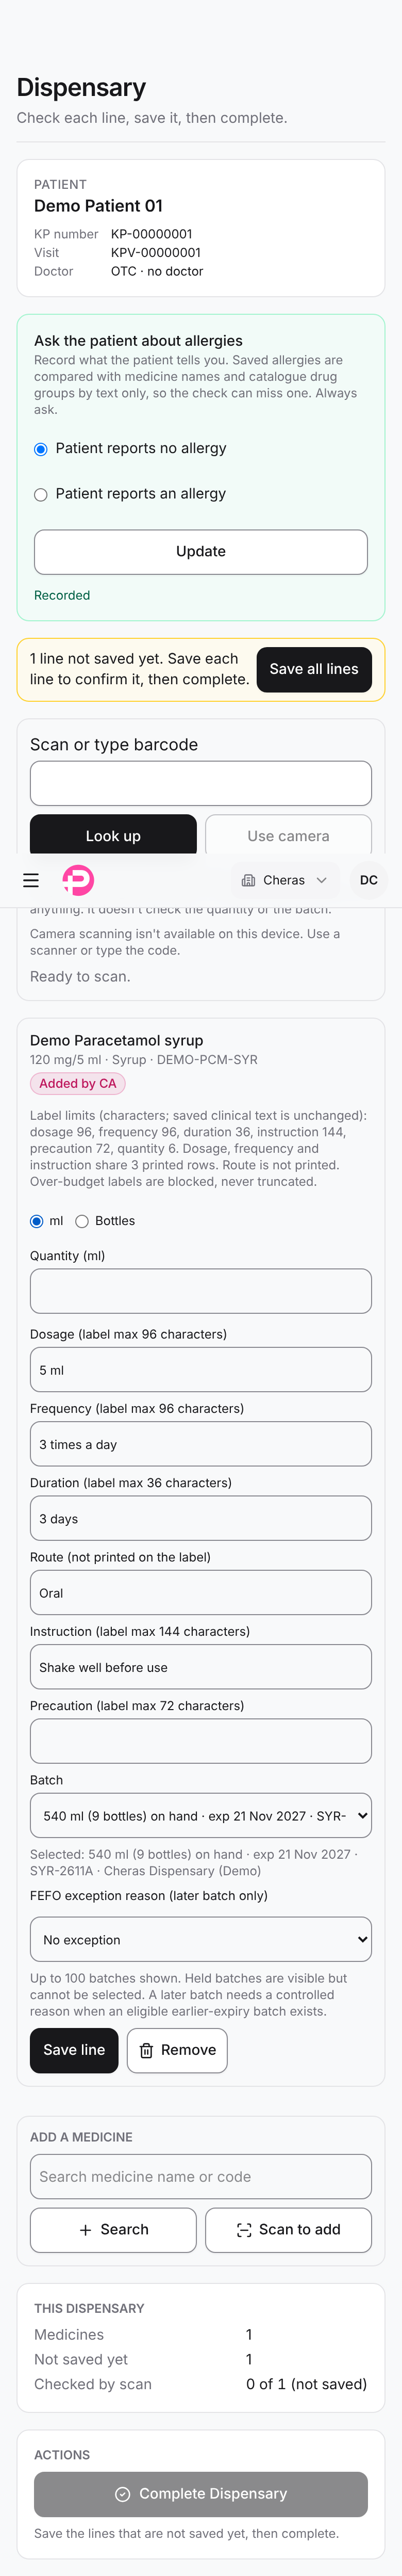 Dispensary
Check each line, save it, then complete.
PATIENT
Demo Patient 01
KP number KP-00000001
Visit KPV-00000001
Doctor OTC · no doctor
Ask the patient about allergies
Record what the patient tells you. Saved allergies are
compared with medicine names and catalogue drug
groups by text only, so the check can miss one. Always
ask.
Patient reports no allergy
Patient reports an allergy
Update
Recorded
1 line not saved yet. Save each
line to confirm it, then complete.
Save all lines
Scan or type barcode
Look up
Use camera
Cheras
DC
anything. It doesn't check the quantity or the batch.
Camera scanning isn't available on this device. Use a
scanner or type the code.
Ready to scan.
Demo Paracetamol syrup
120 mg/5 ml · Syrup · DEMO-PCM-SYR
Added by CA
Label limits (characters; saved clinical text is unchanged):
dosage 96, frequency 96, duration 36, instruction 144,
precaution 72, quantity 6. Dosage, frequency and
instruction share 3 printed rows. Route is not printed.
Over-budget labels are blocked, never truncated.
ml Bottles
Quantity (ml)
Dosage (label max 96 characters)
5 ml
Frequency (label max 96 characters)
3 times a day
Duration (label max 36 characters)
3 days
Route (not printed on the label)
Oral
Instruction (label max 144 characters)
Shake well before use
Precaution (label max 72 characters)
Batch
540 ml (9 bottles) on hand · exp 21 Nov 2027 · SYR-
Selected: 540 ml (9 bottles) on hand · exp 21 Nov 2027 ·
SYR-2611A · Cheras Dispensary (Demo)
FEFO exception reason (later batch only)
No exception
Up to 100 batches shown. Held batches are visible but
cannot be selected. A later batch needs a controlled
reason when an eligible earlier-expiry batch exists.
Save line
Remove
ADD A MEDICINE
Search medicine name or code
Search
Scan to add
THIS DISPENSARY
Medicines 1
Not saved yet 1
Checked by scan 0 of 1 (not saved)
ACTIONS
Complete Dispensary
Save the lines that are not saved yet, then complete.